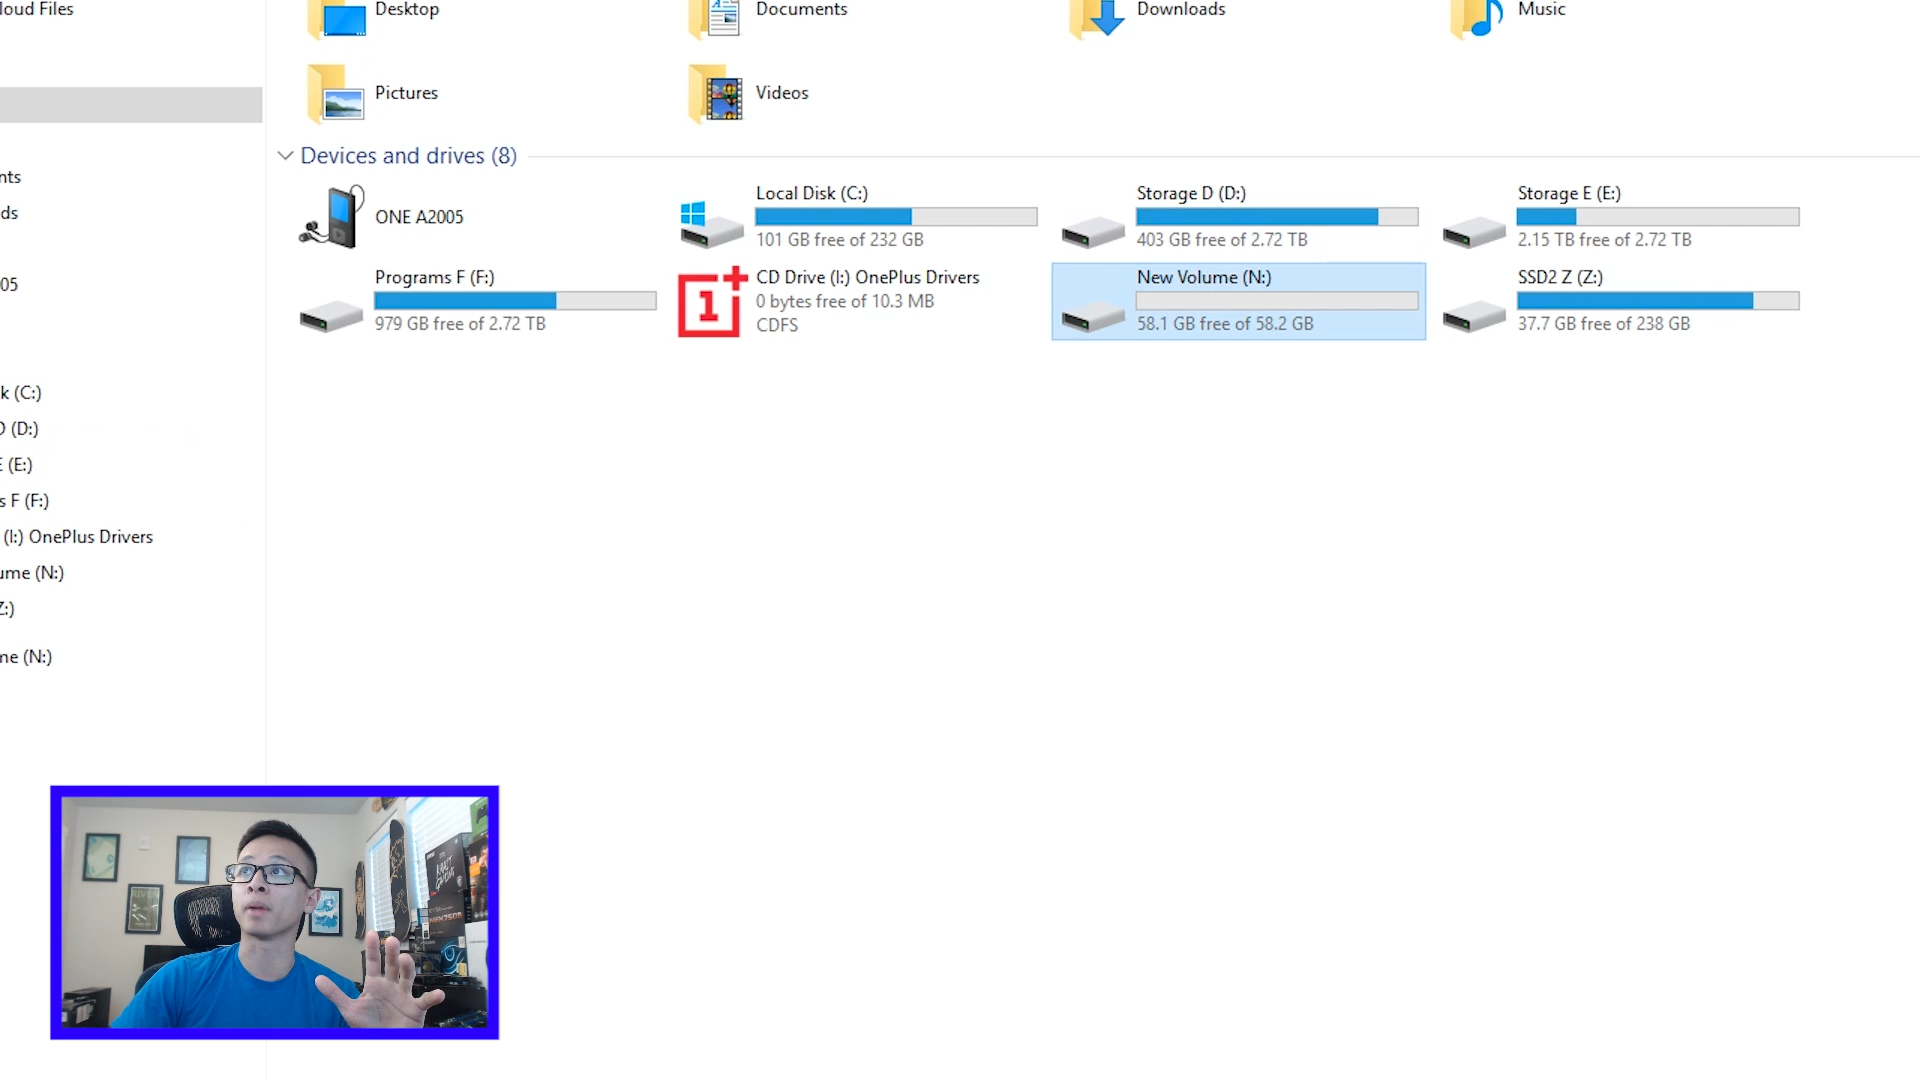 loud Files
Desktop
Documents
Downloads
Music
Pictures
Videos
Devices and drives (8)
nts
ds
05
k (C:)
D (D:)
E (E:)
s F (F:)
(I:) OnePlus Drivers
ume (N:)
Z:)
me (N:)
ONE A2005
Local Disk (C:)
101 GB free of 232 GB
Storage D (D:)
403 GB free of 2.72 TB
Storage E (E:)
2.15 TB free of 2.72 TB
Programs F (F:)
979 GB free of 2.72 TB
1
CD Drive (I:) OnePlus Drivers
0 bytes free of 10.3 MB
CDFS
New Volume (N:)
58.1 GB free of 58.2 GB
SSD2 Z (Z:)
37.7 GB free of 238 GB